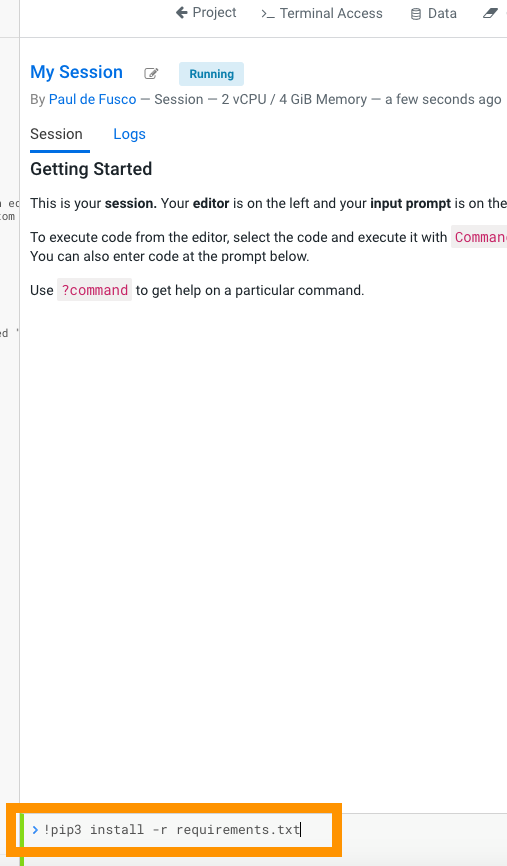 Project
Terminal Access
Data
My Session
Running
By Paul de Fusco — Session — 2 vCPU / 4 GiB Memory — a few seconds ago
Session
Logs
Getting Started
This is your session. Your editor is on the left and your input prompt is on the
To execute code from the editor, select the code and execute it with
You can also enter code at the prompt below.
Use ?command to get help on a particular command.
> !pip3 install -r requirements.txt